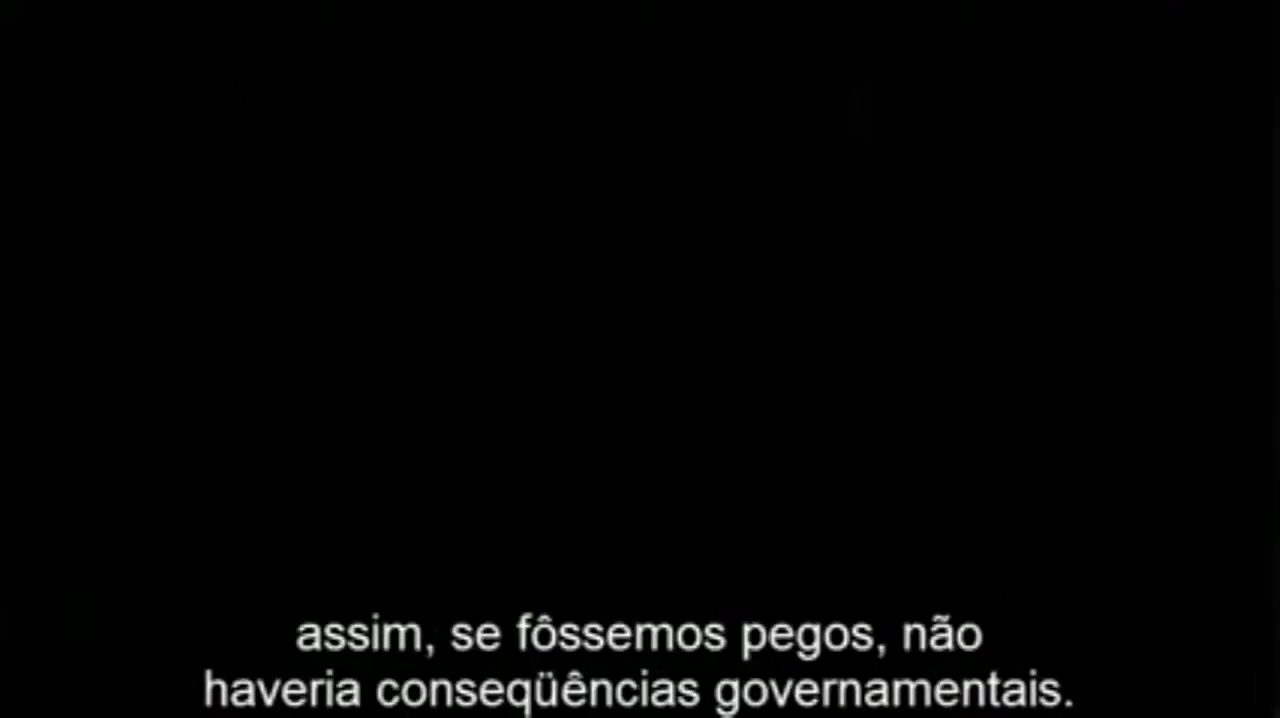 assim, se fôssemos pegos, não
haveria conseqüências governamentais.